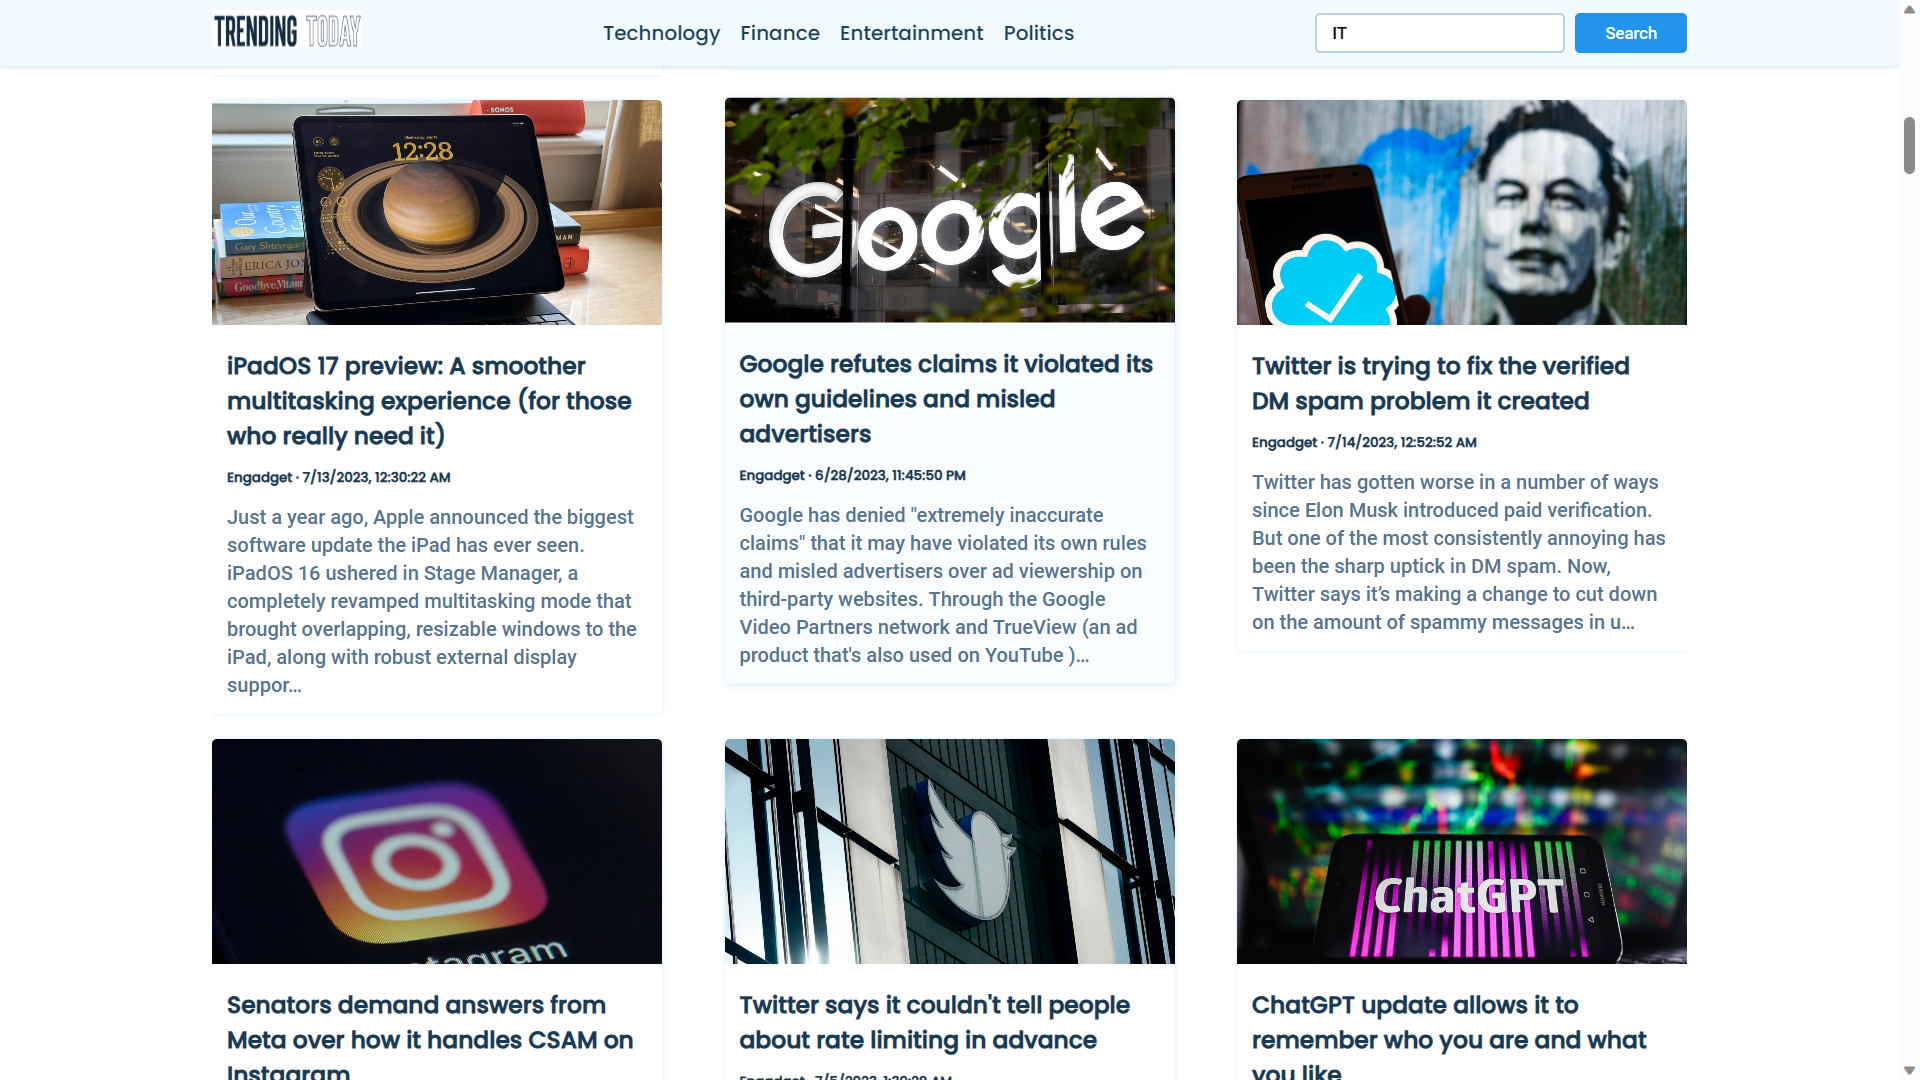 TRENDING TODAY
Technology
Finance
Entertainment
Politics
IT
Search
SONOS
12:28
Gary Shteyngart
ERICA JON
Goodbye, Vitam
MAN
Google
SAMSUNG
iPadOS 17 preview: A smoother
multitasking experience (for those
who really need it)
Engadget · 7/13/2023, 12:30:22 AM
Just a year ago, Apple announced the biggest
software update the iPad has ever seen.
iPadOS 16 ushered in Stage Manager, a
completely revamped multitasking mode that
brought overlapping, resizable windows to the
iPad, along with robust external display
suppor...
Google refutes claims it violated its
own guidelines and misled
advertisers
Engadget · 6/28/2023, 11:45:50 PM
Google has denied "extremely inaccurate
claims" that it may have violated its own rules
and misled advertisers over ad viewership on
third-party websites. Through the Google
Video Partners network and TrueView (an ad
product that's also used on YouTube )...
Twitter is trying to fix the verified
DM spam problem it created
Engadget · 7/14/2023, 12:52:52 AM
Twitter has gotten worse in a number of ways
since Elon Musk introduced paid verification.
But one of the most consistently annoying has
been the sharp uptick in DM spam. Now,
Twitter says it’s making a change to cut down
on the amount of spammy messages in u...
tagram
ChatGPT
Senators demand answers from
Meta over how it handles CSAM on
Instagram
Twitter says it couldn't tell people
about rate limiting in advance
Engadget · 7/5/2023, 1:39:29 AM
ChatGPT update allows it to
remember who you are and what
you like